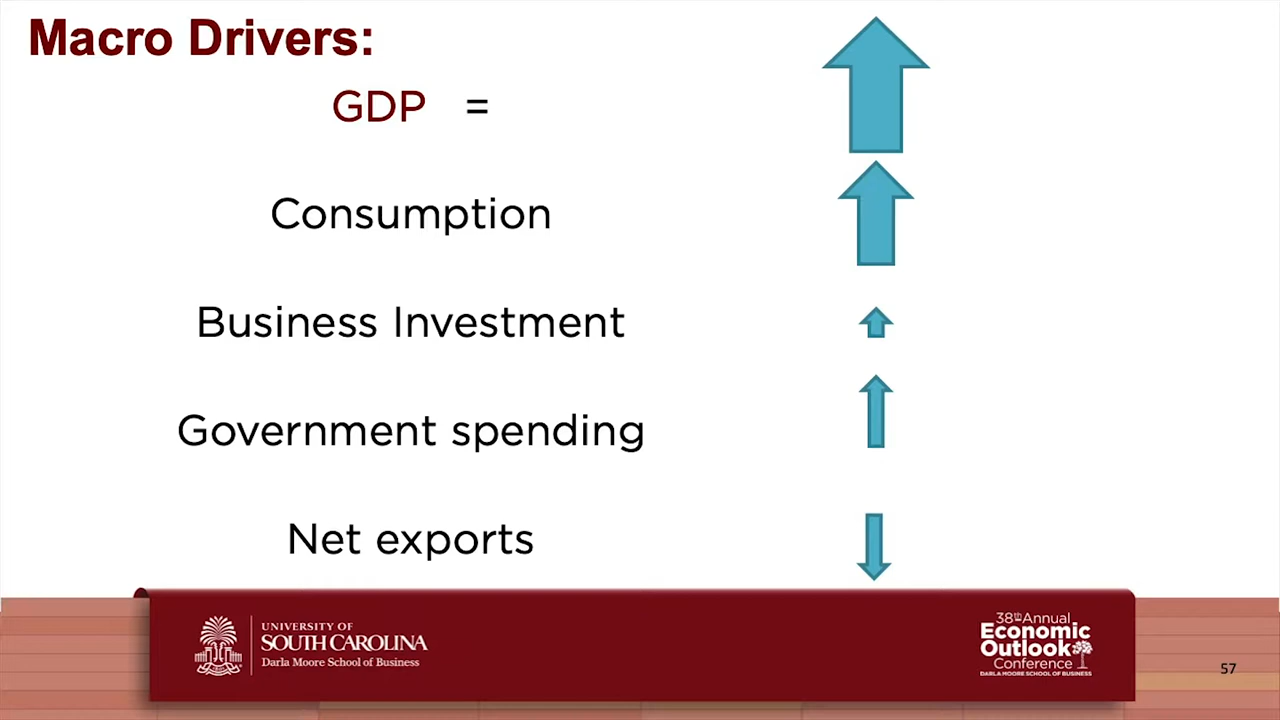 Macro Drivers:
GDP =
Consumption
Business Investment
Government spending
Net exports
UNIVERSITY OF
SOUTH CAROLINA
Darla Moore School of Business
38th Annual
Economic
Outlook
Conference
DARLA MOORE SCHOOL OF BUSINESS
57